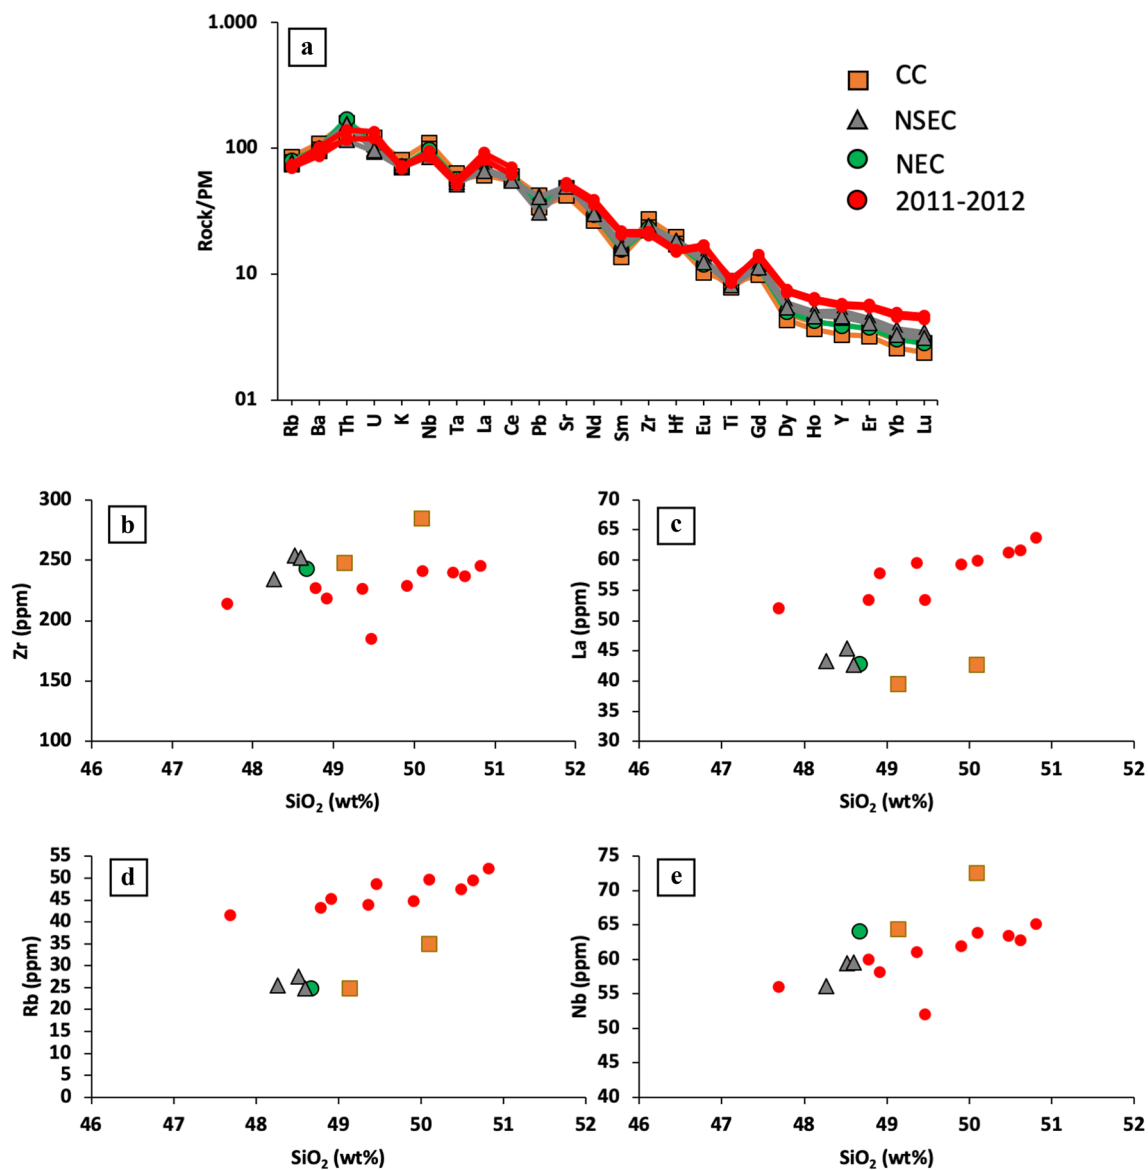 1.000
a
CC
NSEC
NEC
2011-2012
100
10
01
Rock/PM
Rb Ba Th U K Nb Ta La Ce Pb Sr Nd Sm Zr Hf Eu Ti Gd Dy Ho Y Er Yb Lu
b
300
250
200
150
100
Zr (ppm)
46 47 48 49 50 51 52
SiO₂ (wt%)
c
70
65
60
55
50
45
40
35
30
La (ppm)
46 47 48 49 50 51 52
SiO₂ (wt%)
d
55
50
45
40
35
30
25
20
15
10
5
0
Rb (ppm)
46 47 48 49 50 51 52
SiO₂ (wt%)
e
75
70
65
60
55
50
45
40
Nb (ppm)
46 47 48 49 50 51 52
SiO₂ (wt%)